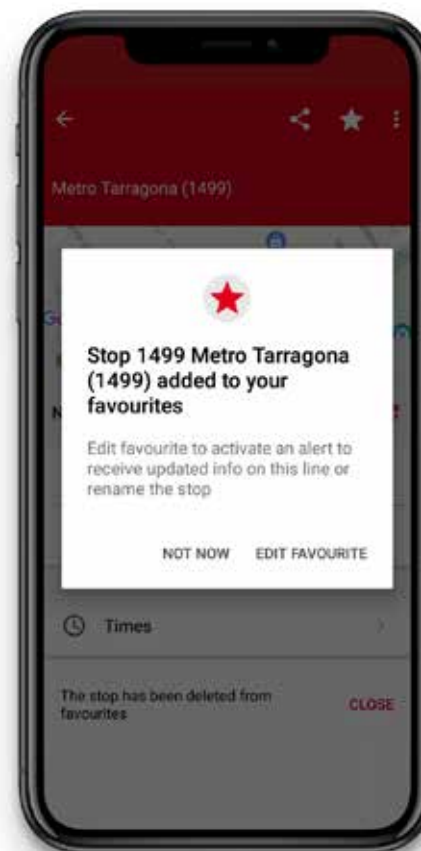 Metro Tarragona (1499)
Stop 1499 Metro Tarragona
(1499) added to your
favourites
Edit favourite to activate an alert to
receive updated info on this line or
rename the stop
NOT NOW EDIT FAVOURITE
Times
The stop has been deleted from
favourites
CLOSE